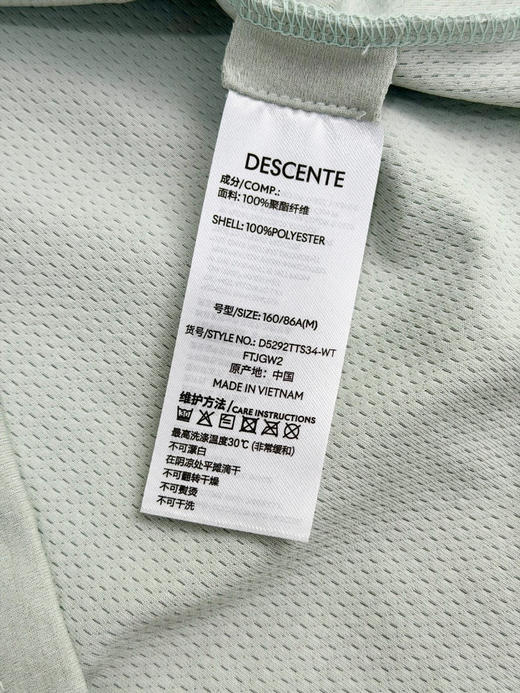 DESCENTE
成分/COMP.:
面料: 100%聚酯纤维
SHELL: 100%POLYESTER
号型/SIZE: 160/86A(M)
货号/STYLE NO.: D5292TTS34-WT
FTJGW2
原产地: 中国
MADE IN VIETNAM
维护方法/CARE INSTRUCTIONS
最高洗涤温度30℃ (非常缓和)
不可漂白
在阴凉处平摊滴干
不可翻转干燥
不可熨烫
不可干洗